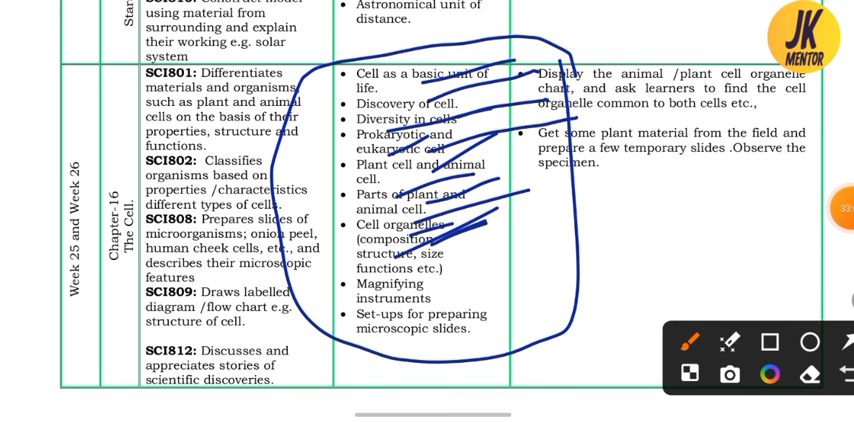 SCI810: Construct model
using material from
surrounding and explain
their working e.g. solar
system
• Astronomical unit of
distance.
Week 25 and Week 26
Chapter-16
The Cell.
SCI801: Differentiates
materials and organisms,
such as plant and animal
cells on the basis of their
properties, structure and
functions.
SCI802: Classifies
organisms based on
properties /characteristics
different types of cells.
SCI808: Prepares slides of
microorganisms; onion peel,
human cheek cells, etc., and
describes their microscopic
features
SCI809: Draws labelled
diagram /flow chart e.g.
structure of cell.
SCI812: Discusses and
appreciates stories of
scientific discoveries.
• Cell as a basic unit of
life.
• Discovery of cell.
• Diversity in cells
• Prokaryotic and
eukaryotic cell
• Plant cell and animal
cell.
• Parts of plant and
animal cell.
• Cell organelles
(composition,
structure, size
functions etc.)
• Magnifying
instruments
• Set-ups for preparing
microscopic slides.
• Display the animal /plant cell organelle
chart, and ask learners to find the cell
organelle common to both cells etc.,
• Get some plant material from the field and
prepare a few temporary slides .Observe the
specimen.
JK
MENTOR